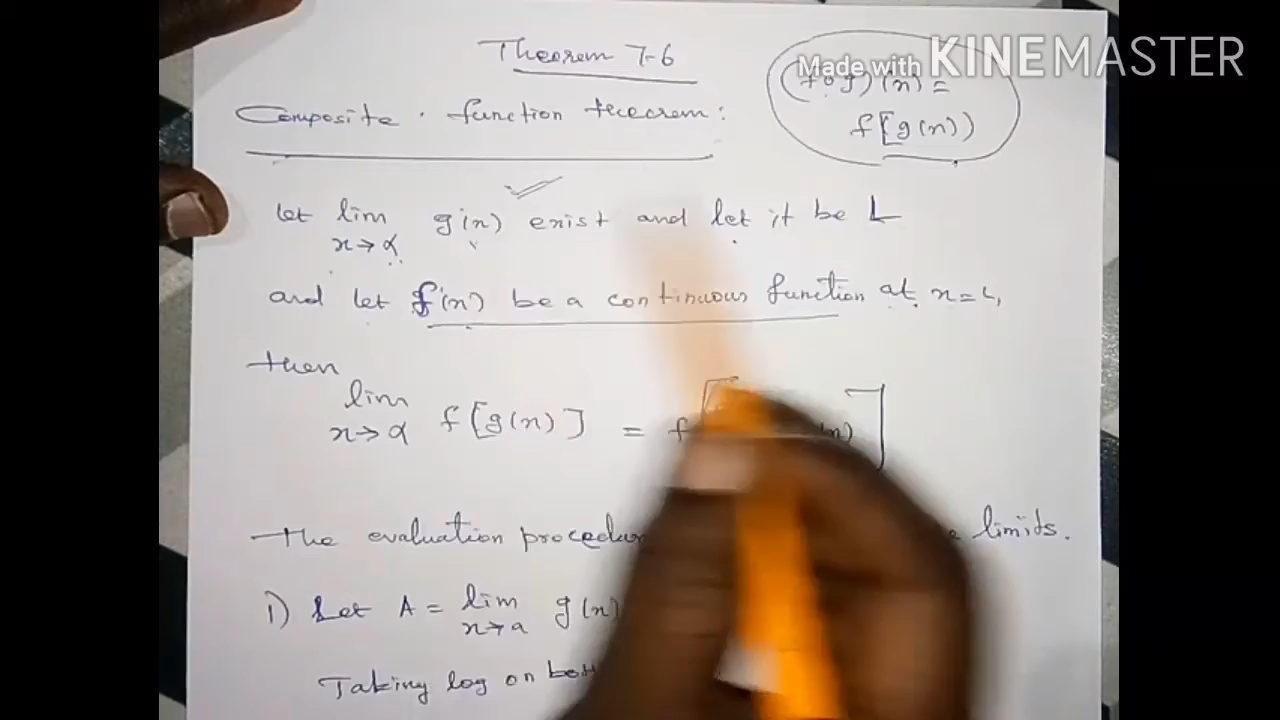 Theorem 7-6
Made with KINEMASTER
(fog)(x) =
f[g(x))
Composite function theorem:
let lim g(x) exist and let it be L
x→α
and let f(x) be a continuous function at x=L,
then
lim f[g(x)] = f[ (x)]
x→α
The evaluation limits.
1) Let A = lim g(x)
x→a
Taking log on